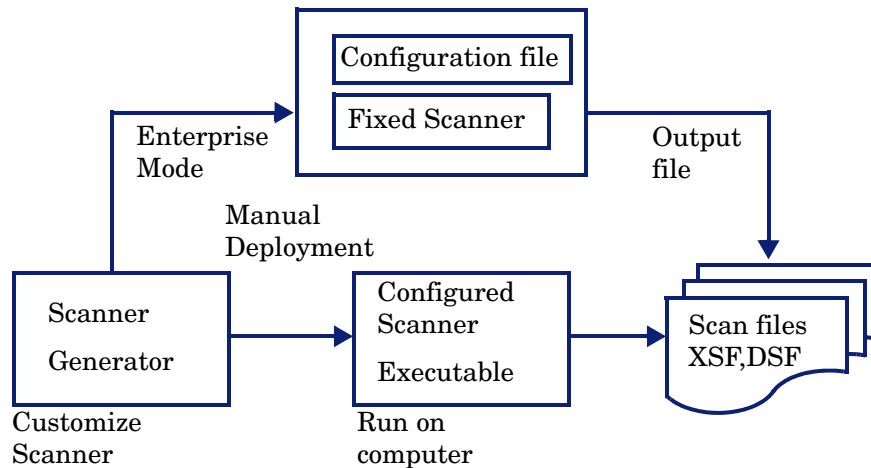 Configuration file
Fixed Scanner
Enterprise
Mode
Output
file
Manual
Deployment
Scanner
Generator
Configured
Scanner
Executable
Scan files
XSF,DSF
Customize
Scanner
Run on
computer